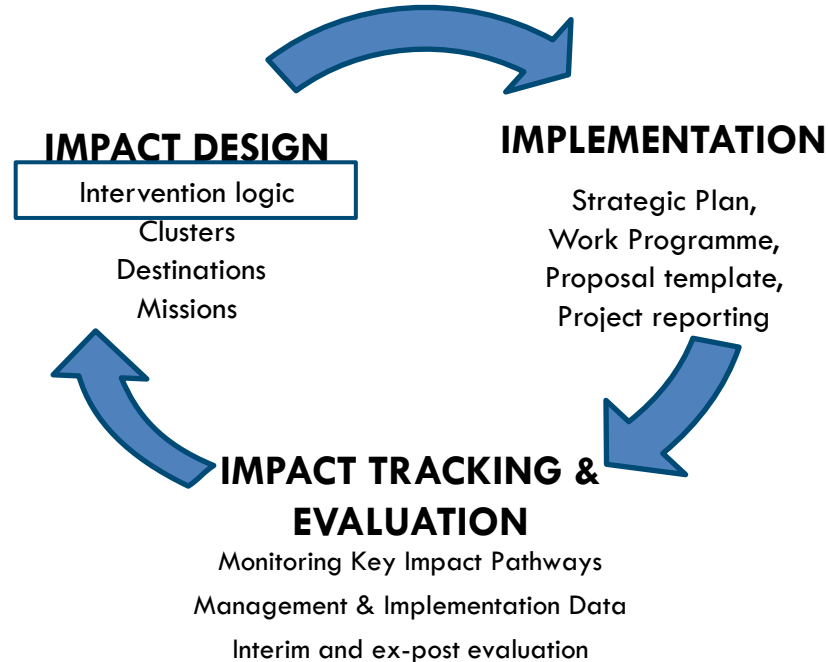 IMPACT DESIGN
Intervention logic
Clusters
Destinations
Missions
IMPLEMENTATION
Strategic Plan,
Work Programme,
Proposal template,
Project reporting
IMPACT TRACKING &
EVALUATION
Monitoring Key Impact Pathways
Management & Implementation Data
Interim and ex-post evaluation